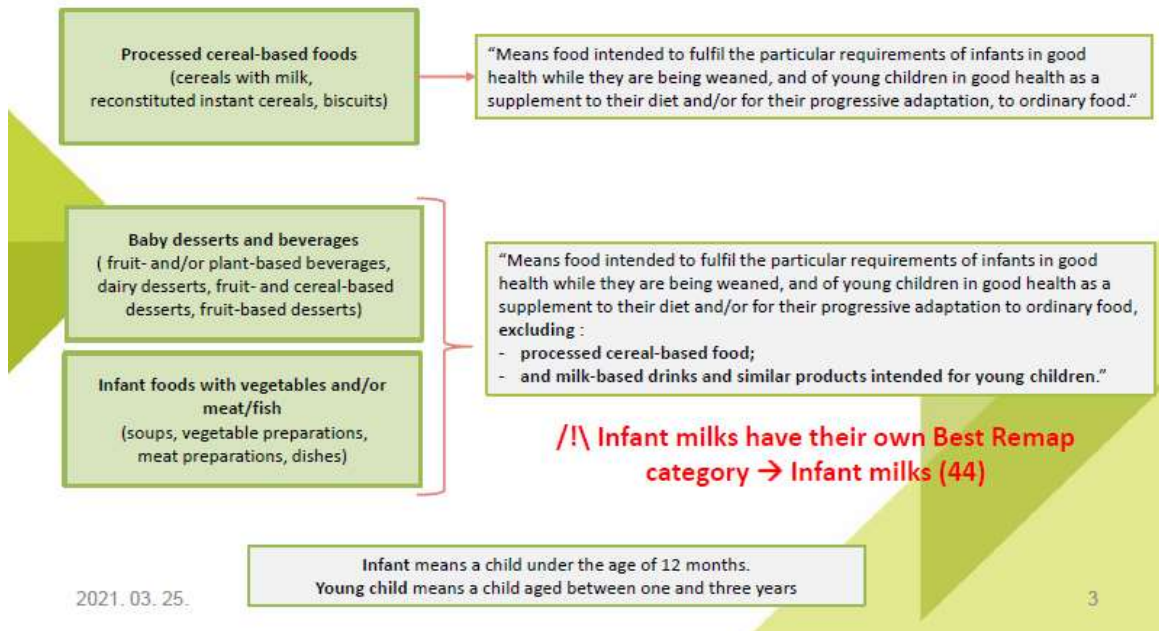 Processed cereal-based foods
(cereals with milk,
reconstituted instant cereals, biscuits)
“Means food intended to fulfil the particular requirements of infants in good
health while they are being weaned, and of young children in good health as a
supplement to their diet and/or for their progressive adaptation, to ordinary food.“
Baby desserts and beverages
( fruit- and/or plant-based beverages,
dairy desserts, fruit- and cereal-based
desserts, fruit-based desserts)
Infant foods with vegetables and/or
meat/fish
(soups, vegetable preparations,
meat preparations, dishes)
“Means food intended to fulfil the particular requirements of infants in good
health while they are being weaned, and of young children in good health as a
supplement to their diet and/or for their progressive adaptation to ordinary food,
excluding :
- processed cereal-based food;
- and milk-based drinks and similar products intended for young children.”
/!\ Infant milks have their own Best Remap
category → Infant milks (44)
Infant means a child under the age of 12 months.
Young child means a child aged between one and three years
2021. 03. 25.
3